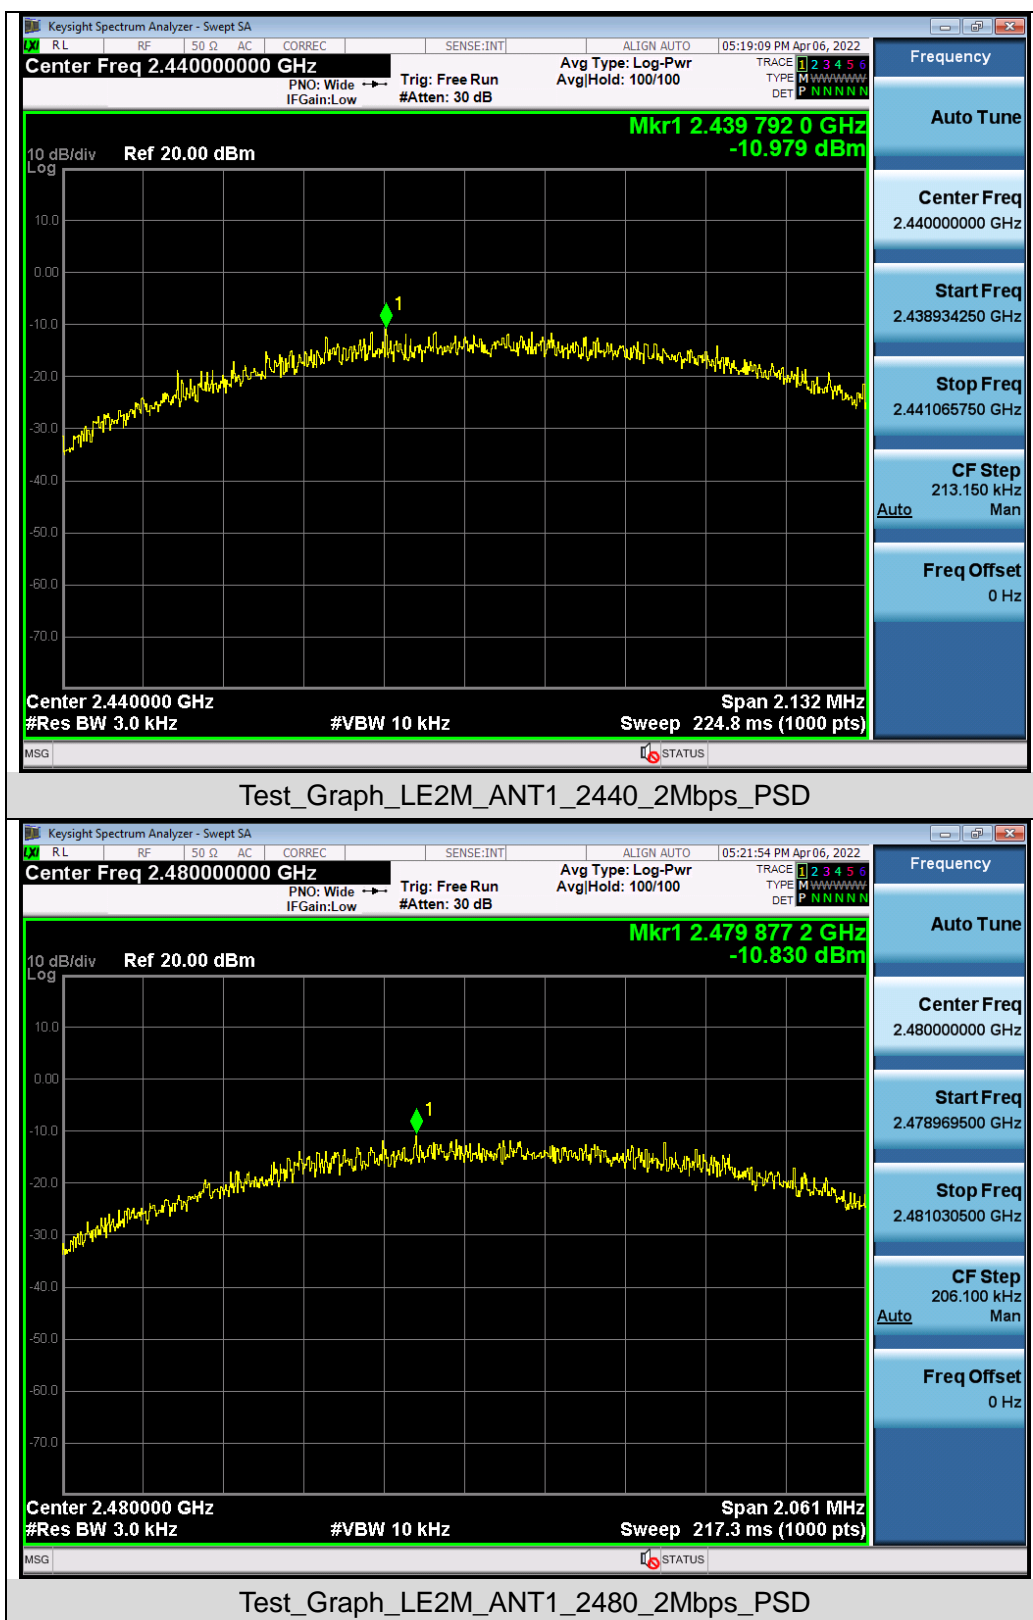 Keysight Spectrum Analyzer - Swept SA
LXI RL RF 50 Ω AC CORREC SENSE:INT ALIGN AUTO 05:19:09 PM Apr 06, 2022
Center Freq 2.440000000 GHz
PNO: Wide
IFGain:Low
Trig: Free Run
#Atten: 30 dB
Avg Type: Log-Pwr
Avg|Hold: 100/100
TRACE 1 2 3 4 5 6
TYPE M WWWWW
DET P N N N N N
Mkr1 2.439 792 0 GHz
-10.979 dBm
10 dB/div Ref 20.00 dBm
Log
10.0
0.00
-10.0
-20.0
-30.0
-40.0
-50.0
-60.0
-70.0
1
Center 2.440000 GHz Span 2.132 MHz
#Res BW 3.0 kHz #VBW 10 kHz Sweep 224.8 ms (1000 pts)
MSG STATUS
Frequency
Auto Tune
Center Freq
2.440000000 GHz
Start Freq
2.438934250 GHz
Stop Freq
2.441065750 GHz
CF Step
213.150 kHz
Auto Man
Freq Offset
0 Hz
Test_Graph_LE2M_ANT1_2440_2Mbps_PSD
Keysight Spectrum Analyzer - Swept SA
LXI RL RF 50 Ω AC CORREC SENSE:INT ALIGN AUTO 05:21:54 PM Apr 06, 2022
Center Freq 2.480000000 GHz
PNO: Wide
IFGain:Low
Trig: Free Run
#Atten: 30 dB
Avg Type: Log-Pwr
Avg|Hold: 100/100
TRACE 1 2 3 4 5 6
TYPE M WWWWW
DET P N N N N N
Mkr1 2.479 877 2 GHz
-10.830 dBm
10 dB/div Ref 20.00 dBm
Log
10.0
0.00
-10.0
-20.0
-30.0
-40.0
-50.0
-60.0
-70.0
1
Center 2.480000 GHz Span 2.061 MHz
#Res BW 3.0 kHz #VBW 10 kHz Sweep 217.3 ms (1000 pts)
MSG STATUS
Frequency
Auto Tune
Center Freq
2.480000000 GHz
Start Freq
2.478969500 GHz
Stop Freq
2.481030500 GHz
CF Step
206.100 kHz
Auto Man
Freq Offset
0 Hz
Test_Graph_LE2M_ANT1_2480_2Mbps_PSD